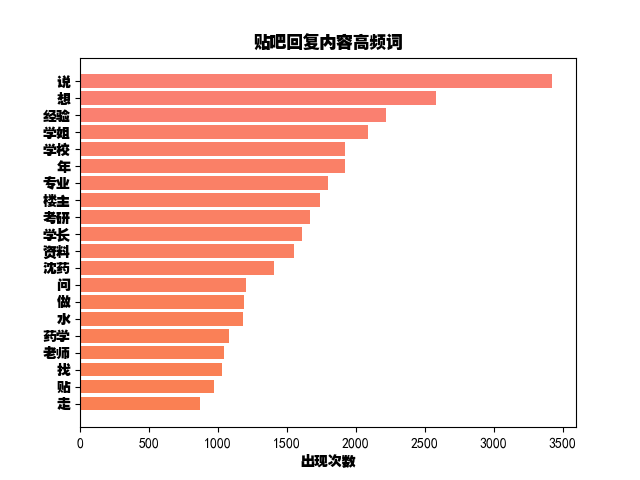 贴吧回复内容高频词
说
想
经验
学姐
学校
年
专业
楼主
考研
学长
资料
沈药
问
做
水
药学
老师
找
贴
走
0 500 1000 1500 2000 2500 3000 3500
出现次数